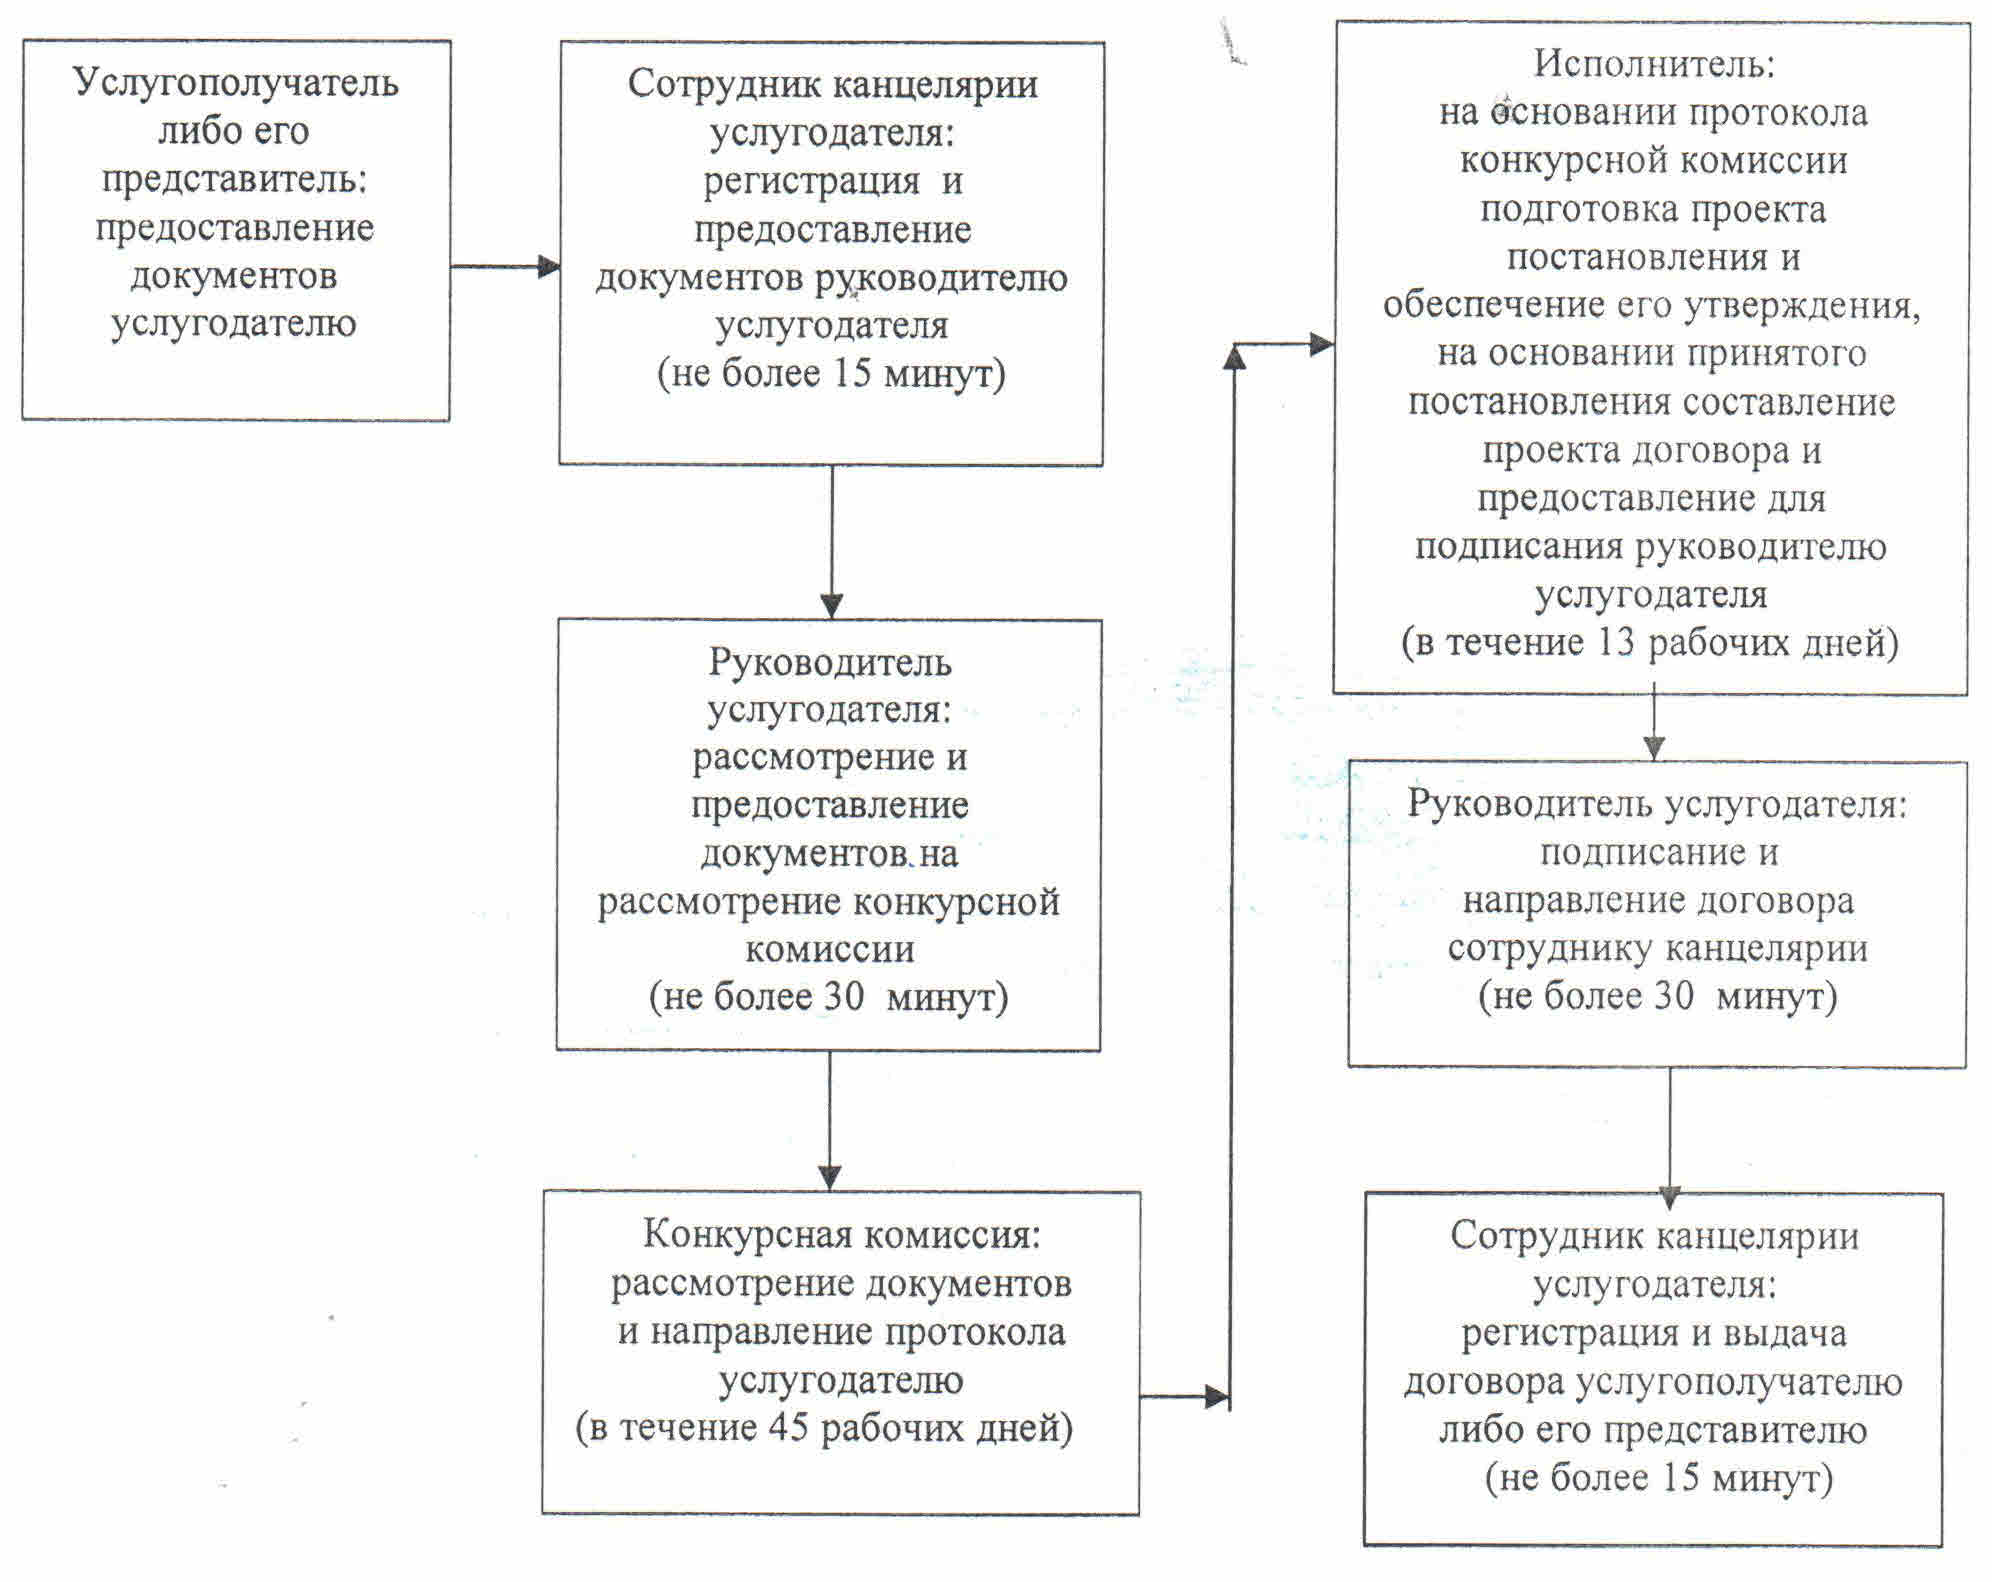 Услугополучатель
либо его
представитель:
предоставление
документов
услугодателю
Сотрудник канцелярии
услугодателя:
регистрация и
предоставление
документов руководителю
услугодателя
(не более 15 минут)
Руководитель
услугодателя:
рассмотрение и
предоставление
документов на
рассмотрение конкурсной
комиссии
(не более 30 минут)
Конкурсная комиссия:
рассмотрение документов
и направление протокола
услугодателю
(в течение 45 рабочих дней)
Исполнитель:
на основании протокола
конкурсной комиссии
подготовка проекта
постановления и
обеспечение его утверждения,
на основании принятого
постановления составление
проекта договора и
предоставление для
подписания руководителю
услугодателя
(в течение 13 рабочих дней)
Руководитель услугодателя:
подписание и
направление договора
сотруднику канцелярии
(не более 30 минут)
Сотрудник канцелярии
услугодателя:
регистрация и выдача
договора услугополучателю
либо его представителю
(не более 15 минут)